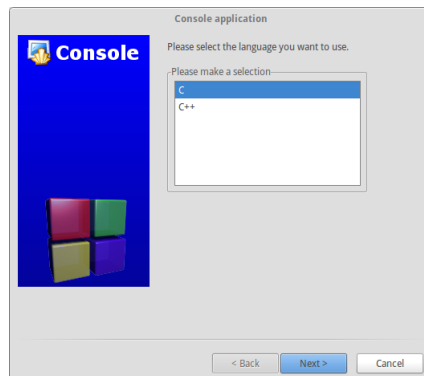 Console application
Console
Please select the language you want to use.
Please make a selection
C
C++
< Back
Next >
Cancel